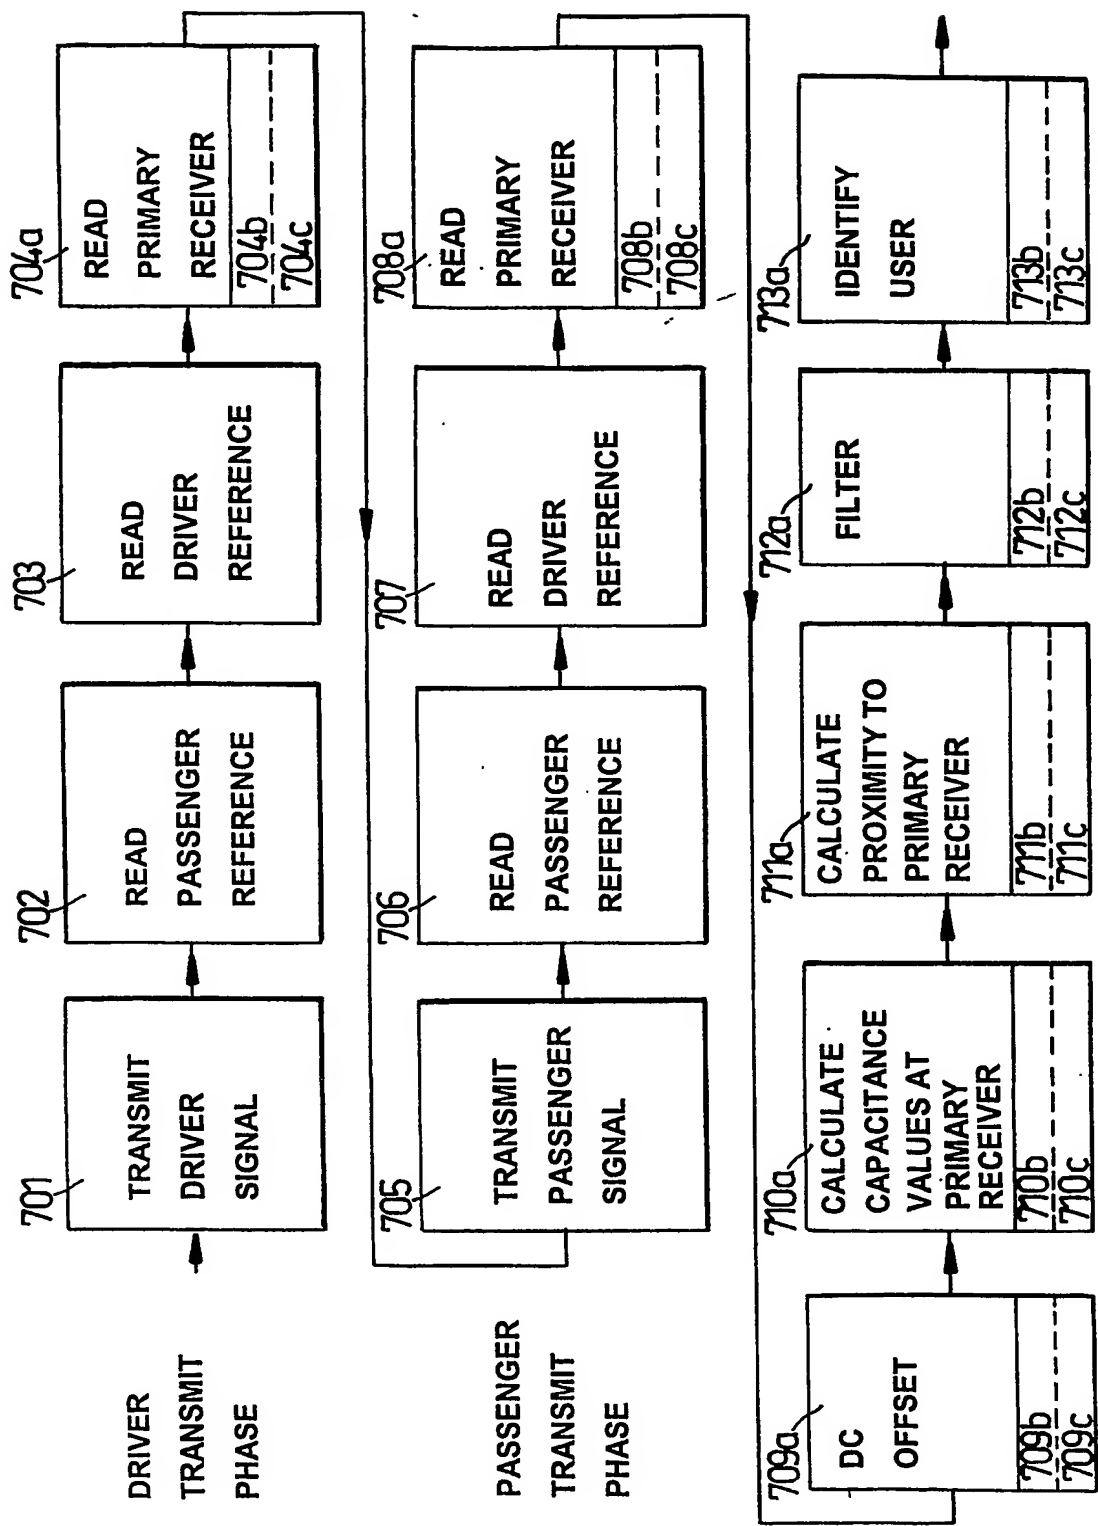 DRIVER
TRANSMIT
PHASE
701
TRANSMIT
DRIVER
SIGNAL
702
READ
PASSENGER
REFERENCE
703
READ
DRIVER
REFERENCE
704a
READ
PRIMARY
RECEIVER
704b
704c
PASSENGER
TRANSMIT
PHASE
705
TRANSMIT
PASSENGER
SIGNAL
706
READ
PASSENGER
REFERENCE
707
READ
DRIVER
REFERENCE
708a
READ
PRIMARY
RECEIVER
708b
708c
709a
DC
OFFSET
709b
709c
710a
CALCULATE
CAPACITANCE
VALUES AT
PRIMARY
RECEIVER
710b
710c
711a
CALCULATE
PROXIMITY TO
PRIMARY
RECEIVER
711b
711c
712a
FILTER
712b
712c
713a
IDENTIFY
USER
713b
713c